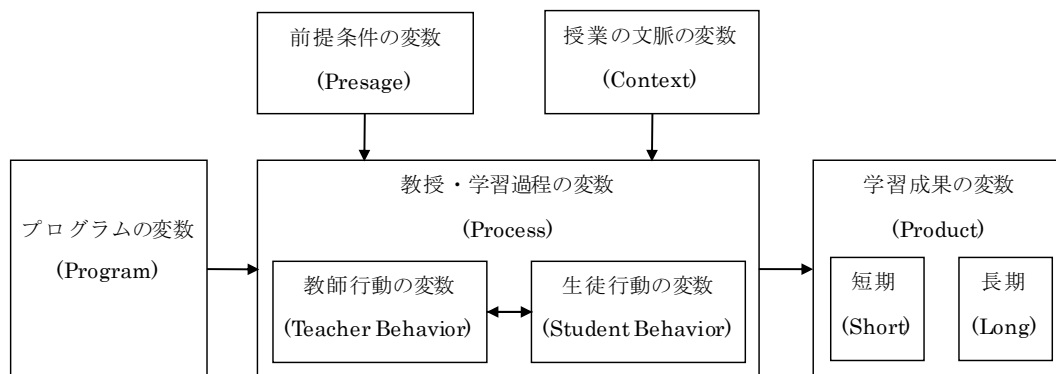 前提条件の変数
(Presage)
授業の文脈の変数
(Context)
プログラムの変数
(Program)
教授・学習過程の変数
(Process)
教師行動の変数
(Teacher Behavior)
生徒行動の変数
(Student Behavior)
学習成果の変数
(Product)
短期
(Short)
長期
(Long)